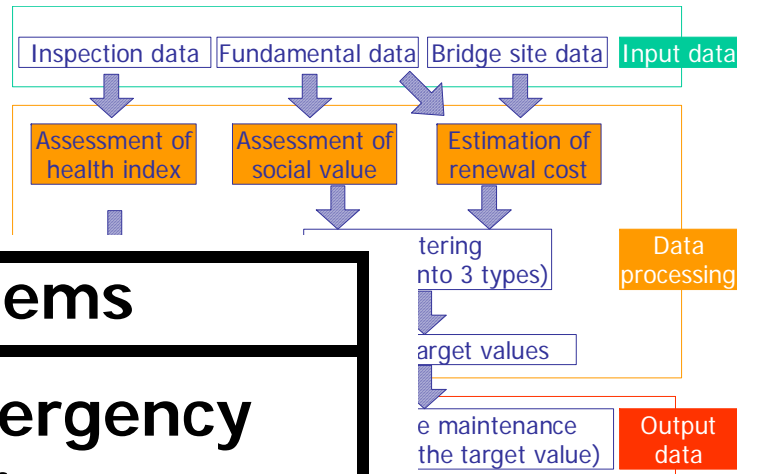 Inspection data Fundamental data Bridge site data Input data
Assessment of
health index
Assessment of
social value
Estimation of
renewal cost
tering
nto 3 types)
Data
processing
ems
arget values
ergency
e maintenance
the target value)
Output
data